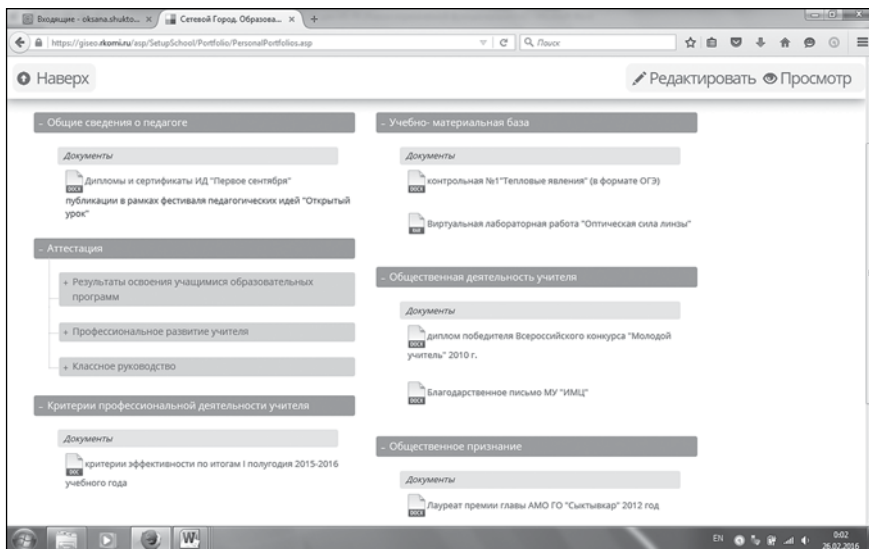 Входящие - oksana.shukto...
Сетевой Город. Образова...
https://giseo.rkomi.ru/asp/SetupSchool/Portfolio/PersonalPortfolios.asp
Поиск
Наверх
Редактировать Просмотр
- Общие сведения о педагоге
Документы
Дипломы и сертификаты ИД "Первое сентября"
публикации в рамках фестиваля педагогических идей "Открытый
урок"
- Аттестация
+ Результаты освоения учащимися образовательных
программ
+ Профессиональное развитие учителя
+ Классное руководство
- Критерии профессиональной деятельности учителя
Документы
DOC критерии эффективности по итогам I полугодия 2015-2016
учебного года
- Учебно- материальная база
Документы
DOCX контрольная №1"Тепловые явления" (в формате ОГЭ)
Виртуальная лабораторная работа "Оптическая сила линзы"
- Общественная деятельность учителя
Документы
DOCX диплом победителя Всероссийского конкурса "Молодой
учитель" 2010 г.
DOCX Благодарственное письмо МУ "ИМЦ"
- Общественное признание
Документы
DOCX Лауреат премии главы АМО ГО "Сыктывкар" 2012 год
EN
0:02
26.02.2016